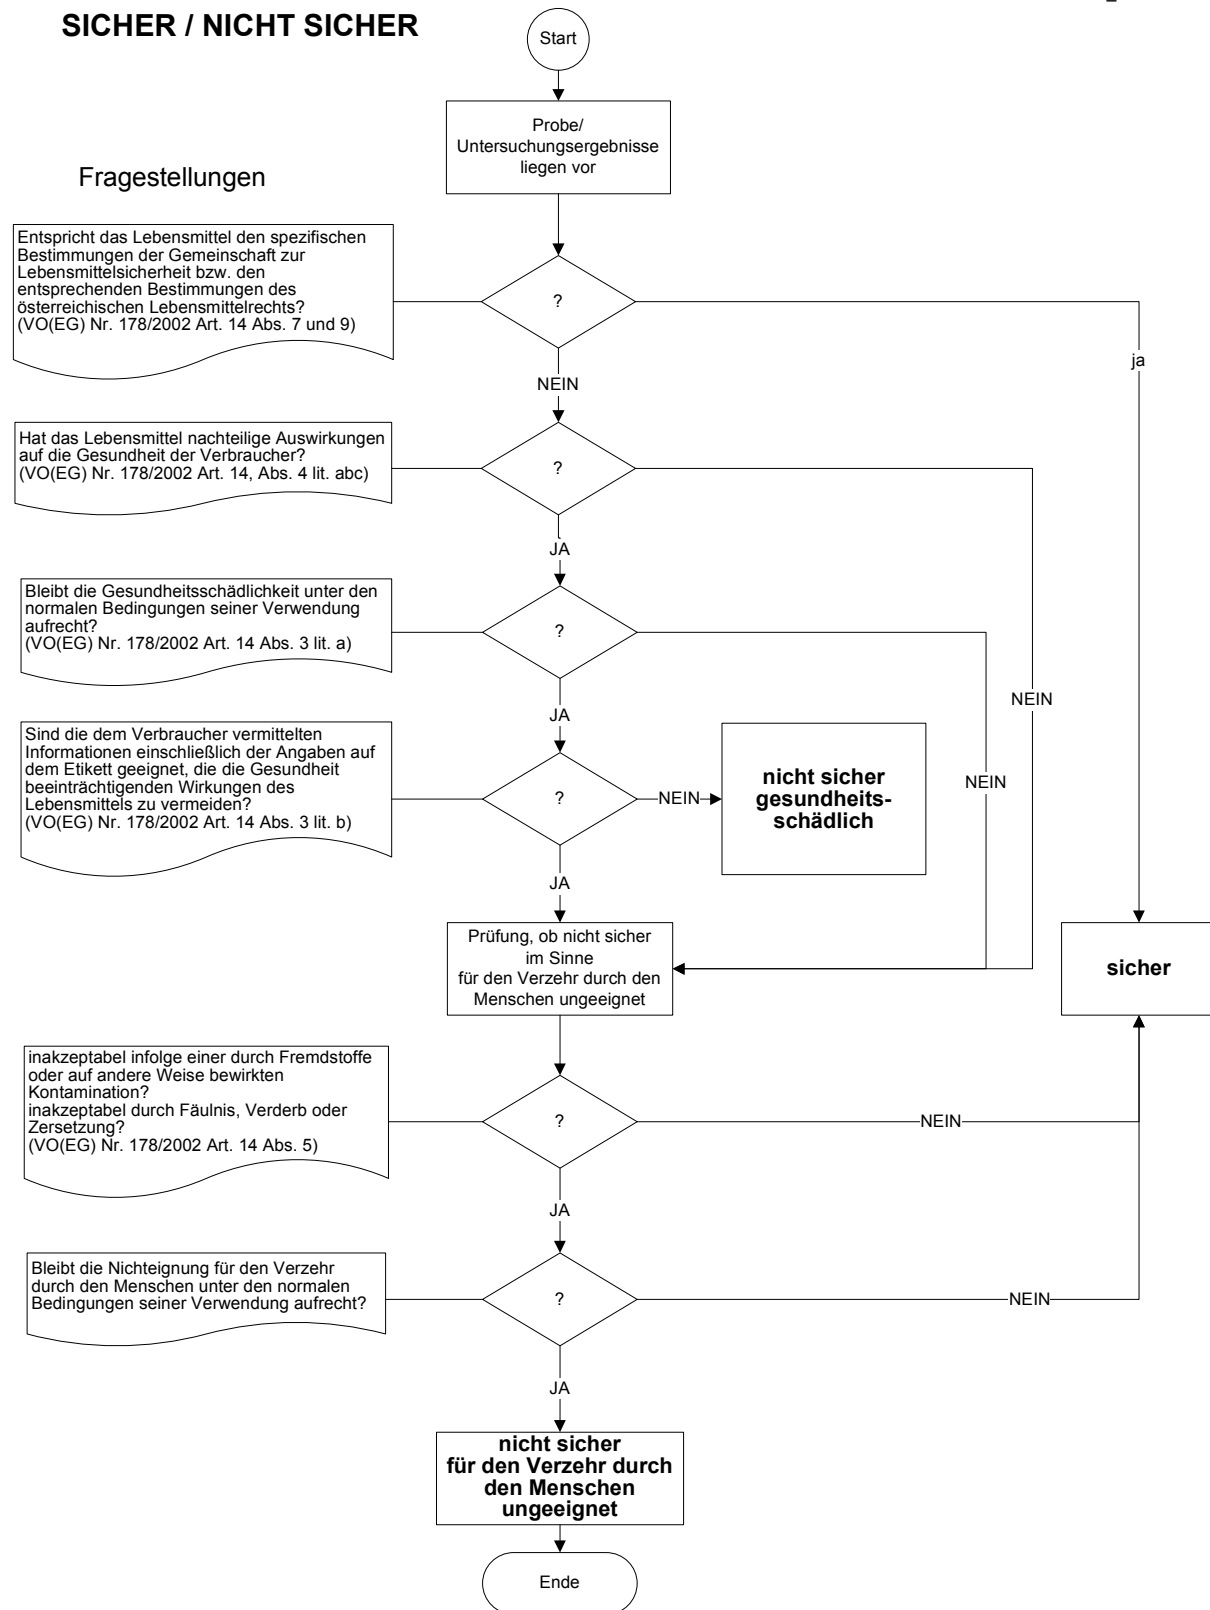 SICHER / NICHT SICHER
Start
Probe/
Untersuchungsergebnisse
liegen vor
Fragestellungen
Entspricht das Lebensmittel den spezifischen
Bestimmungen der Gemeinschaft zur
Lebensmittelsicherheit bzw. den
entsprechenden Bestimmungen des
österreichischen Lebensmittelrechts?
(VO(EG) Nr. 178/2002 Art. 14 Abs. 7 und 9)
?
ja
NEIN
Hat das Lebensmittel nachteilige Auswirkungen
auf die Gesundheit der Verbraucher?
(VO(EG) Nr. 178/2002 Art. 14, Abs. 4 lit. abc)
?
JA
Bleibt die Gesundheitsschädlichkeit unter den
normalen Bedingungen seiner Verwendung
aufrecht?
(VO(EG) Nr. 178/2002 Art. 14 Abs. 3 lit. a)
?
NEIN
JA
Sind die dem Verbraucher vermittelten
Informationen einschließlich der Angaben auf
dem Etikett geeignet, die die Gesundheit
beeinträchtigenden Wirkungen des
Lebensmittels zu vermeiden?
(VO(EG) Nr. 178/2002 Art. 14 Abs. 3 lit. b)
?
NEIN
nicht sicher
gesundheits-
schädlich
NEIN
JA
Prüfung, ob nicht sicher
im Sinne
für den Verzehr durch den
Menschen ungeeignet
sicher
inakzeptabel infolge einer durch Fremdstoffe
oder auf andere Weise bewirkten
Kontamination?
inakzeptabel durch Fäulnis, Verderb oder
Zersetzung?
(VO(EG) Nr. 178/2002 Art. 14 Abs. 5)
?
NEIN
JA
Bleibt die Nichteignung für den Verzehr
durch den Menschen unter den normalen
Bedingungen seiner Verwendung aufrecht?
?
NEIN
JA
nicht sicher
für den Verzehr durch
den Menschen
ungeeignet
Ende